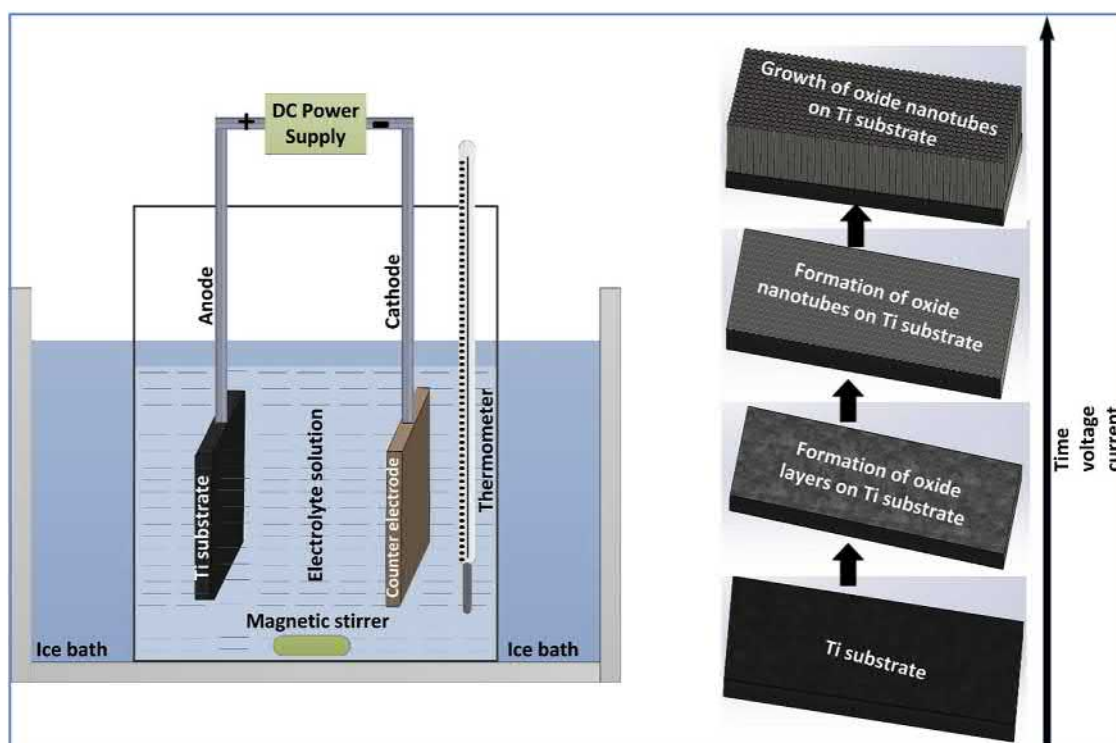 +
DC Power
Supply
-
Anode
Cathode
Thermometer
Ti substrate
Electrolyte solution
Counter electrode
Magnetic stirrer
Ice bath
Ice bath
Growth of oxide nanotubes
on Ti substrate
Formation of oxide
nanotubes on Ti substrate
Formation of oxide
layers on Ti substrate
Ti substrate
Time
voltage
current